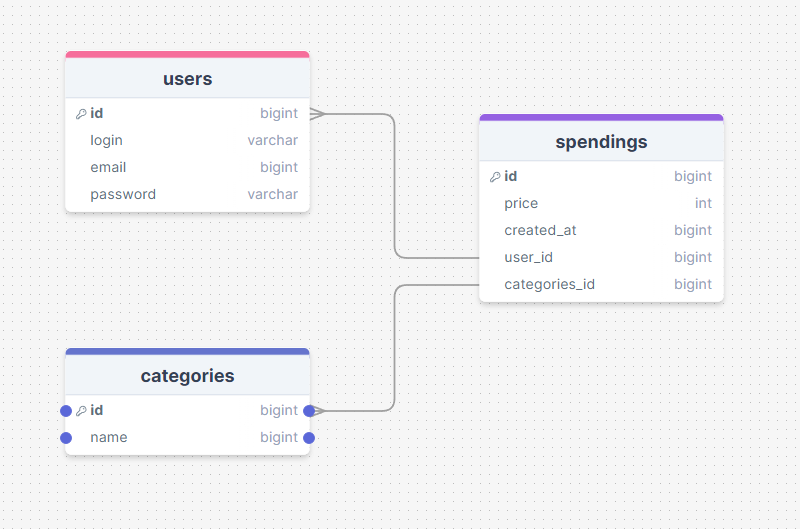 users
id bigint
login varchar
email bigint
password varchar
spendings
id bigint
price int
created_at bigint
user_id bigint
categories_id bigint
categories
id bigint
name bigint